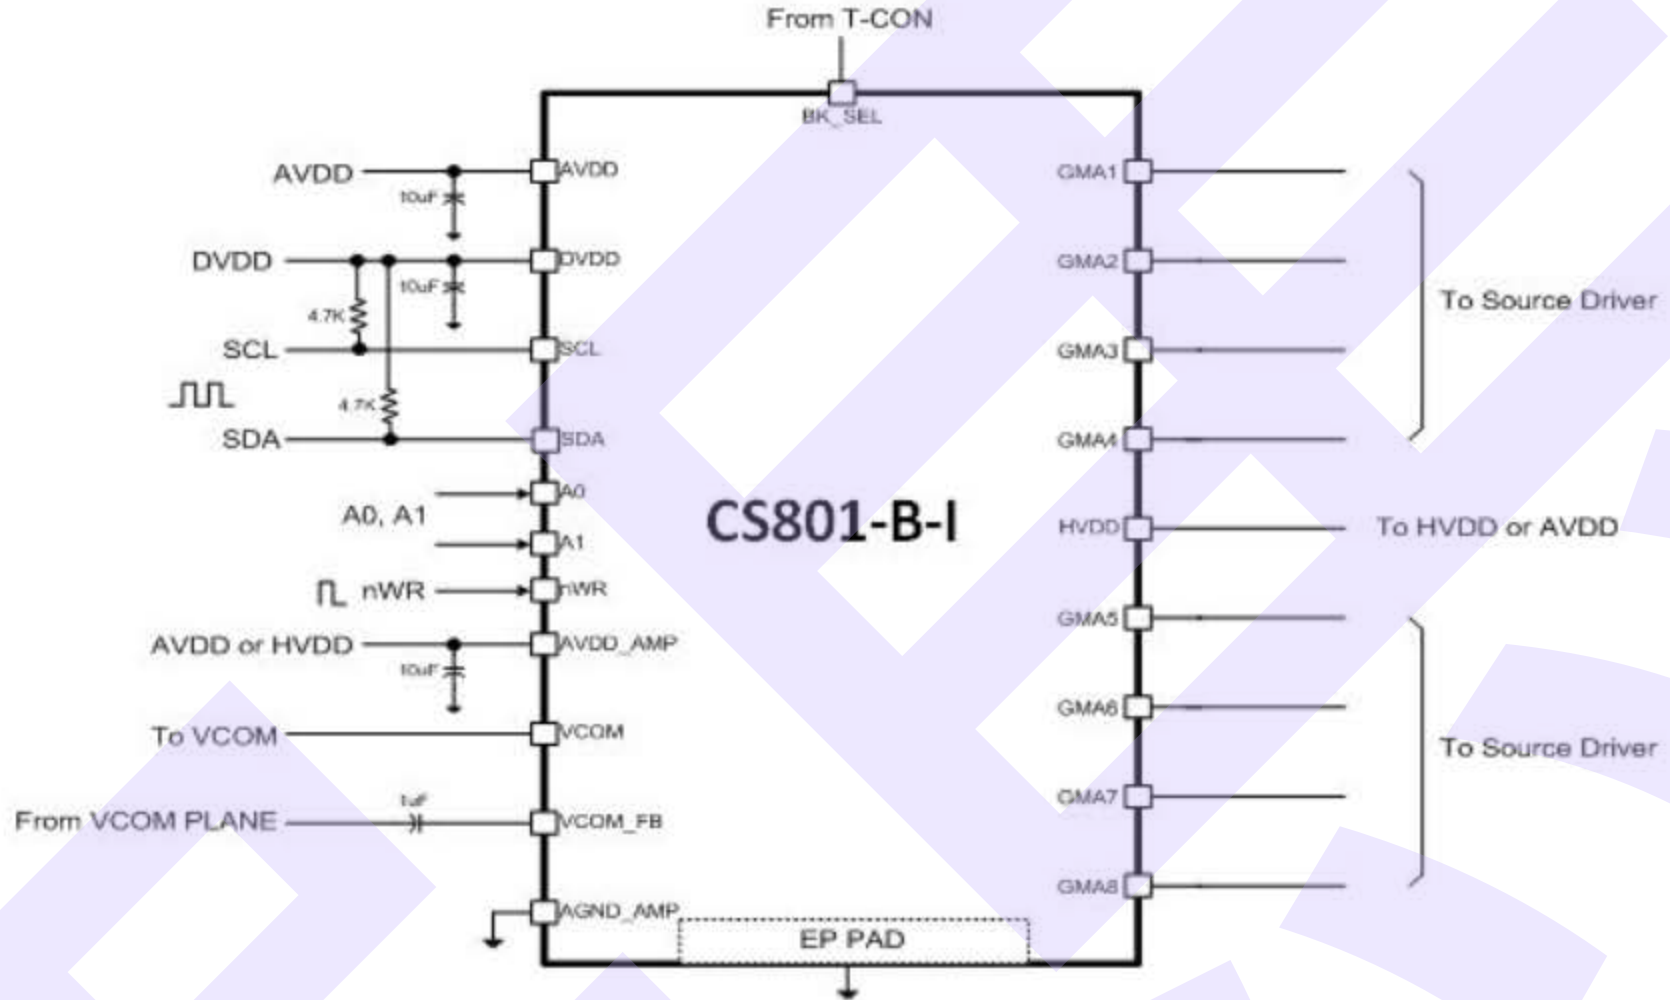 From T-CON
BK_SEL
AVDD
10uF
AVDD
DVDD
10uF
DVDD
4.7K
SCL
SCL
4.7K
SDA
SDA
A0, A1
A0
A1
nWR
nWR
AVDD or HVDD
10uF
AVDD_AMP
To VCOM
VCOM
From VCOM PLANE
1uF
VCOM_FB
AGND_AMP
CS801-B-I
EP PAD
GMA1
GMA2
GMA3
GMA4
To Source Driver
HVDD
To HVDD or AVDD
GMA5
GMA6
GMA7
GMA8
To Source Driver